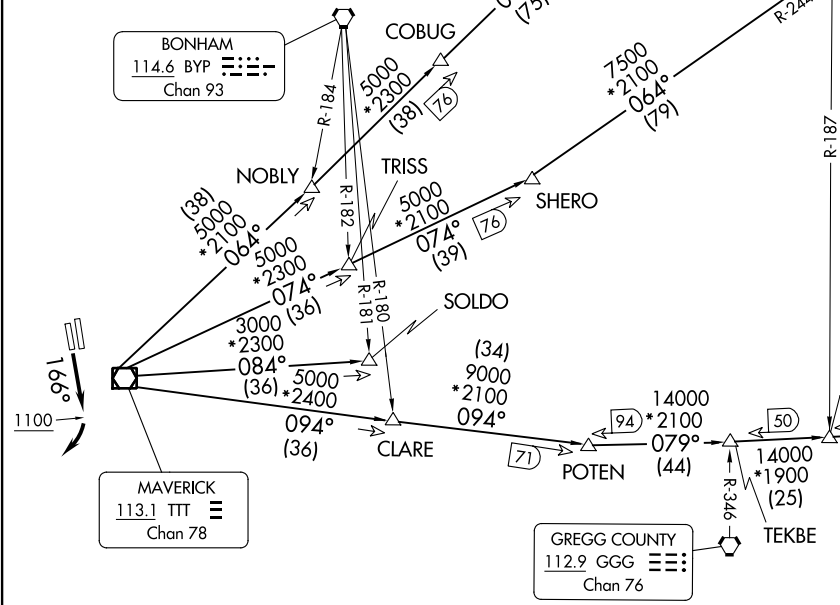 BONHAM
114.6 BYP
Chan 93
COBUG
(75)
R-244
5000
*2300
(38)
76
7500
*2100
064°
(79)
R-184
R-187
NOBLY
TRISS
R-182
5000
*2100
074°
(39)
76
SHERO
(38)
5000
*2100
064°
5000
*2300
074°
(36)
R-181
R-180
SOLDO
3000
*2300
084°
(36)
166°
1100
5000
*2400
094°
(36)
CLARE
(34)
9000
*2100
094°
71
POTEN
94
14000
*2100
079°
(44)
50
14000
*1900
(25)
TEKBE
R-346
MAVERICK
113.1 TTT
Chan 78
GREGG COUNTY
112.9 GGG
Chan 76